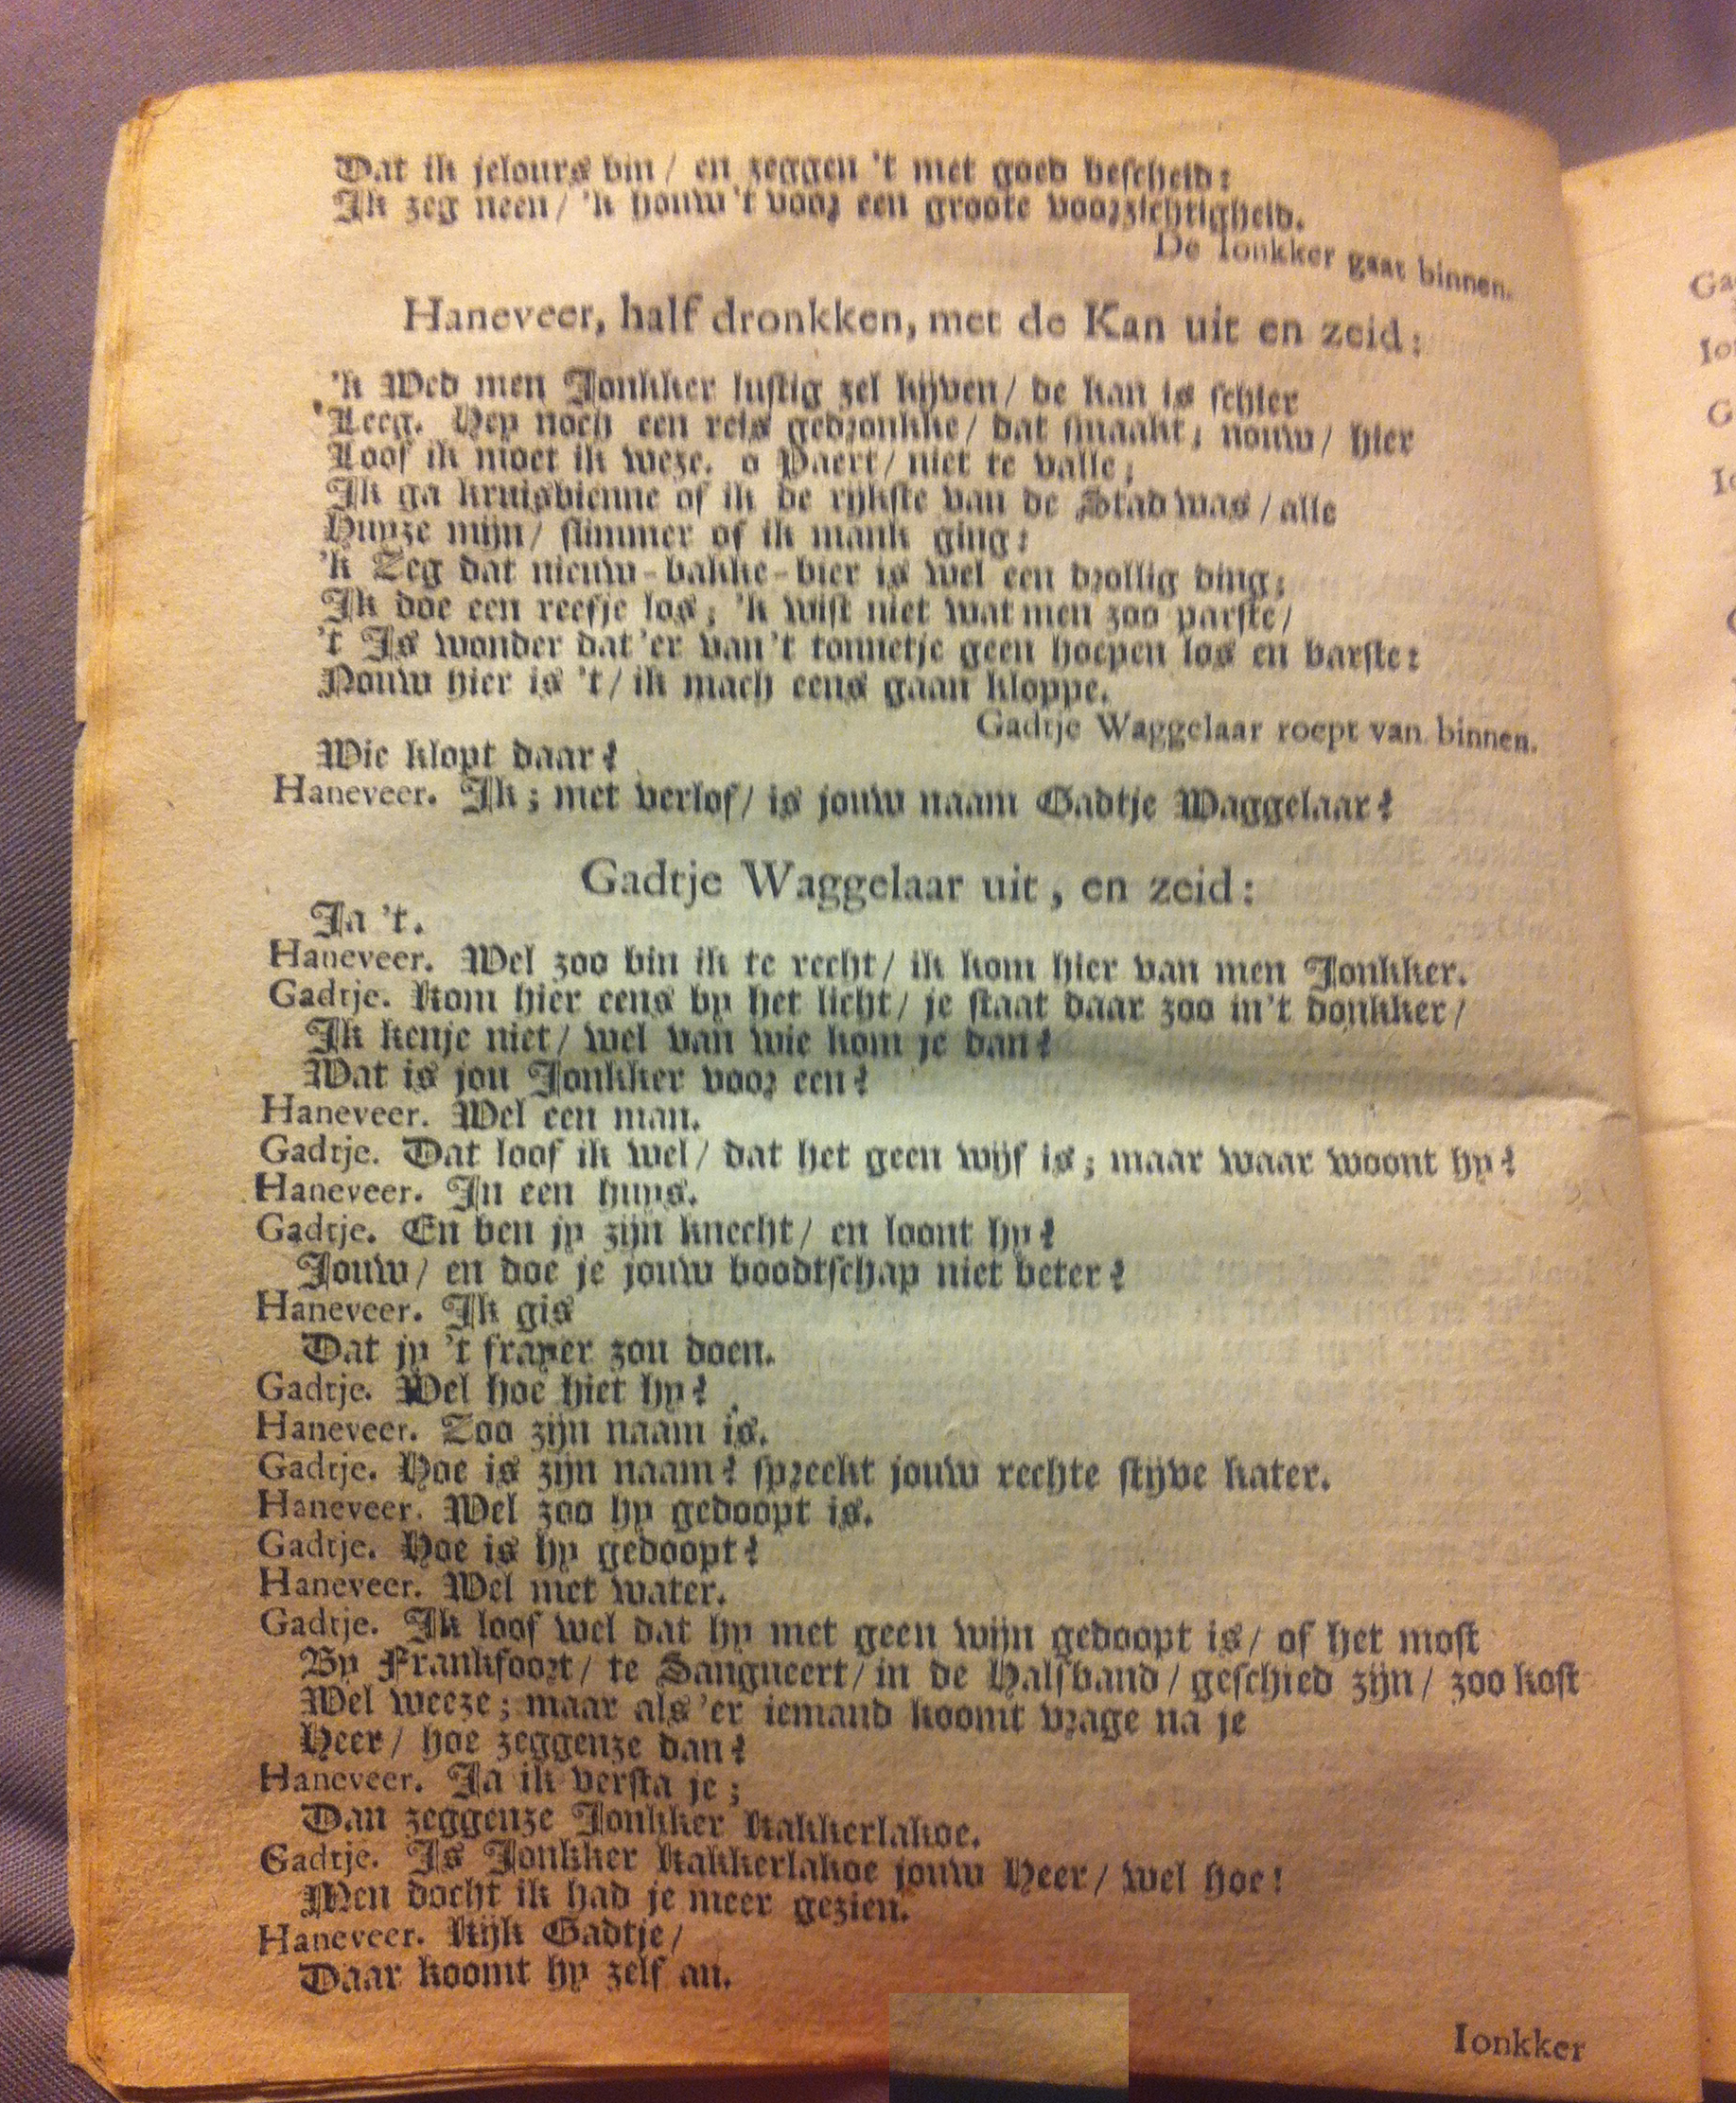 Dat ik jelours bin / en zeggen 't met goed bescheid:
Ik zeg neen / 'k houw 't voor een groote voorzichtigheid.
De Ionkker gaat binnen.
Haneveer, half dronkken, met de Kan uit en zeid:
'k Wed men Jonkker lustig zel kyven / de kan is schier
Leeg. Hey noch een reis gedronkke / dat smaakt; nouw / hier
Loof ik moet ik weze. o Paert / niet te valle;
Ik ga kruisbienne of ik de rijkste van de Stad was / alle
Huyze mijn / slimmer of ik mank ging:
'k Zeg dat nieuw-bakke-bier is wel een drollig ding;
Ik doe een reefje los; 'k wist niet wat men zoo parste /
't Is wonder dat 'er van 't tonnetje geen hoepen los en barste:
Nouw hier is 't / ik mach eens gaan kloppe.
Gadtje Waggelaar roept van binnen.
Wie klopt daar?
Haneveer. Ik; met verlof / is jouw naam Gadtje Waggelaar?
Gadtje Waggelaar uit, en zeid:
Ja 't.
Haneveer. Wel zoo bin ik te recht / ik kom hier van men Jonkker.
Gadtje. Kom hier eens by het licht / je staat daar zoo in 't donkker /
Ik kenje niet / wel van wie kom je dan?
Wat is jou Jonkker voor een?
Haneveer. Wel een man.
Gadtje. Dat loof ik wel / dat het geen wijf is; maar waar woont hy?
Haneveer. In een huys.
Gadtje. En ben jy zijn knecht / en loont hy?
Jouw / en doe je jouw boodtschap niet beter?
Haneveer. Ik gis
Dat jy 't frayer zou doen.
Gadtje. Wel hoe hiet hy?
Haneveer. Zoo zijn naam is.
Gadtje. Hoe is zijn naam? spreekt jouw rechte stijve kater.
Haneveer. Wel zoo hy gedoopt is.
Gadtje. Hoe is hy gedoopt?
Haneveer. Wel met water.
Gadtje. Ik loof wel dat hy met geen wijn gedoopt is / of het most
By Frankfoort / te Sangneert / in de Halsband / geschied zijn / zoo kost
Wel weeze; maar als 'er iemand koomt vrage na je
Heer / hoe zeggenze dan?
Haneveer. Ja ik versta je;
Dan zeggenze Jonkker Kakkerlakoe.
Gadtje. Is Jonkker Kakkerlakoe jouw Heer / wel hoe!
Men docht ik had je meer gezien.
Haneveer. Kijk Gadtje /
Daar koomt hy zelf an.
Ionkker